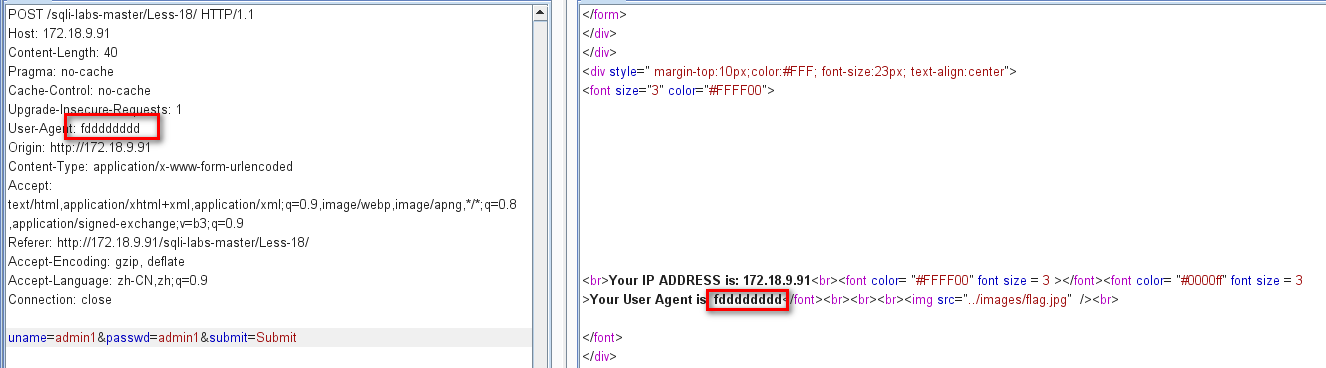 POST /sqli-labs-master/Less-18/ HTTP/1.1
Host: 172.18.9.91
Content-Length: 40
Pragma: no-cache
Cache-Control: no-cache
Upgrade-Insecure-Requests: 1
User-Agent: fdddddddd
Origin: http://172.18.9.91
Content-Type: application/x-www-form-urlencoded
Accept:
text/html,application/xhtml+xml,application/xml;q=0.9,image/webp,image/apng,*/*;q=0.8
,application/signed-exchange;v=b3;q=0.9
Referer: http://172.18.9.91/sqli-labs-master/Less-18/
Accept-Encoding: gzip, deflate
Accept-Language: zh-CN,zh;q=0.9
Connection: close
uname=admin1&passwd=admin1&submit=Submit
</form>
</div>
</div>
<div style=" margin-top:10px;color:#FFF; font-size:23px; text-align:center">
<font size="3" color="#FFFF00">
<br>Your IP ADDRESS is: 172.18.9.91<br><font color= "#FFFF00" font size = 3 ></font><font color= "#0000ff" font size = 3
>Your User Agent is: fdddddddd</font><br><br><br><img src="../images/flag.jpg"  /><br>
</font>
</div>